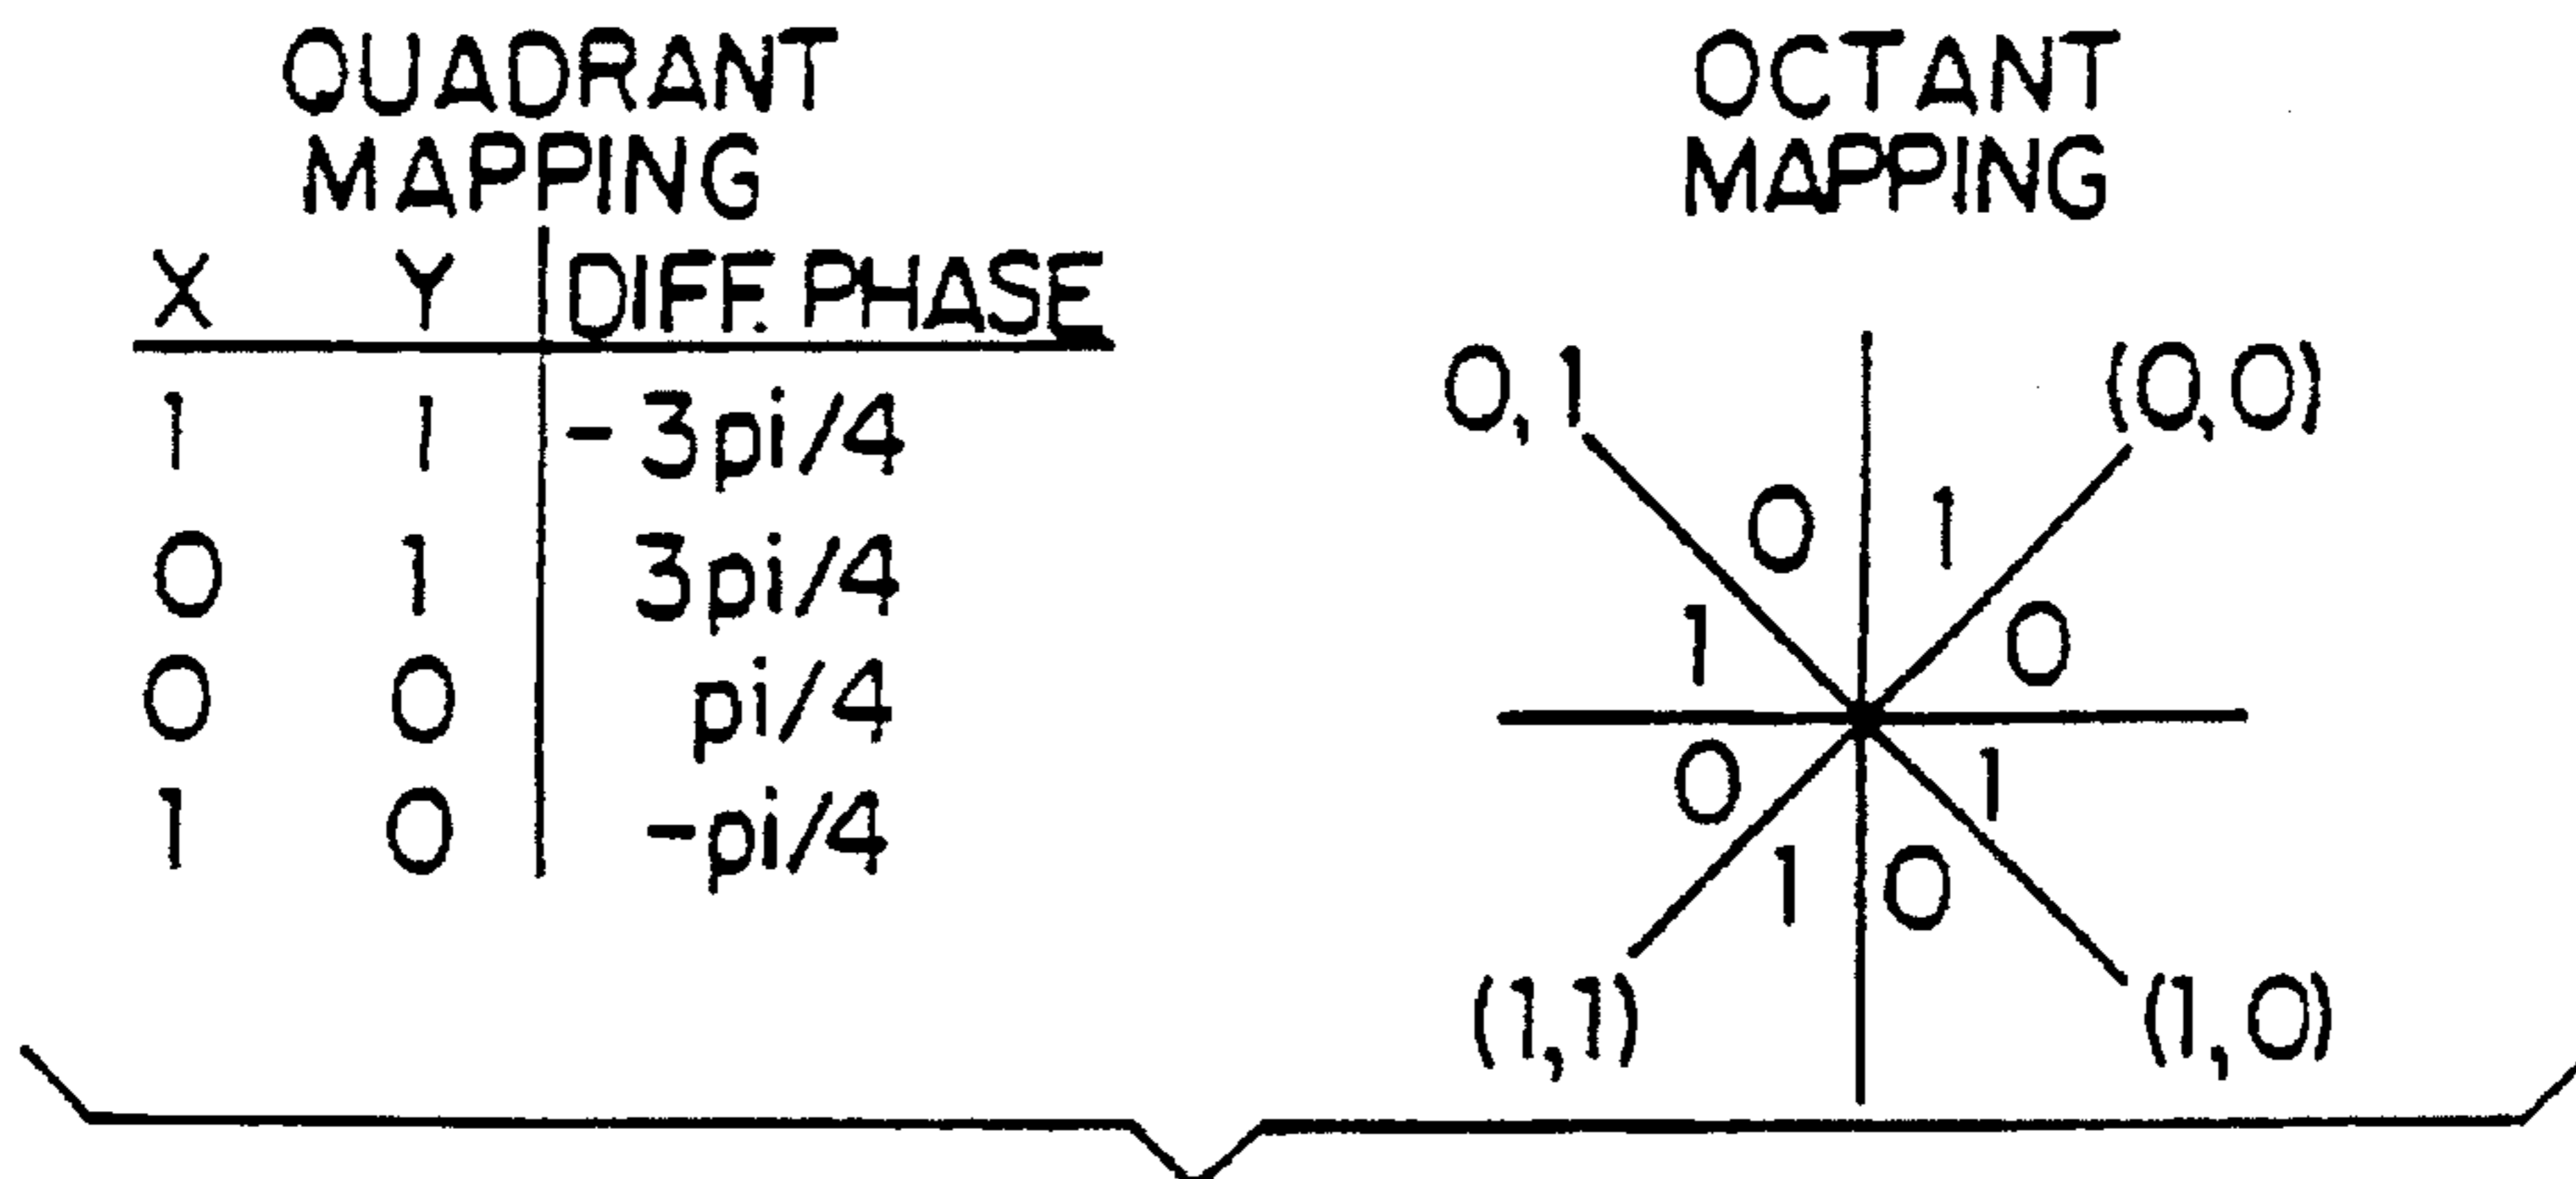 QUADRANT
MAPPING
X Y DIFF. PHASE
1 1 -3pi/4
0 1 3pi/4
0 0 pi/4
1 0 -pi/4
OCTANT
MAPPING
0,1 (0,0)
0 1
1 0
0 1
1 0
(1,1) (1,0)